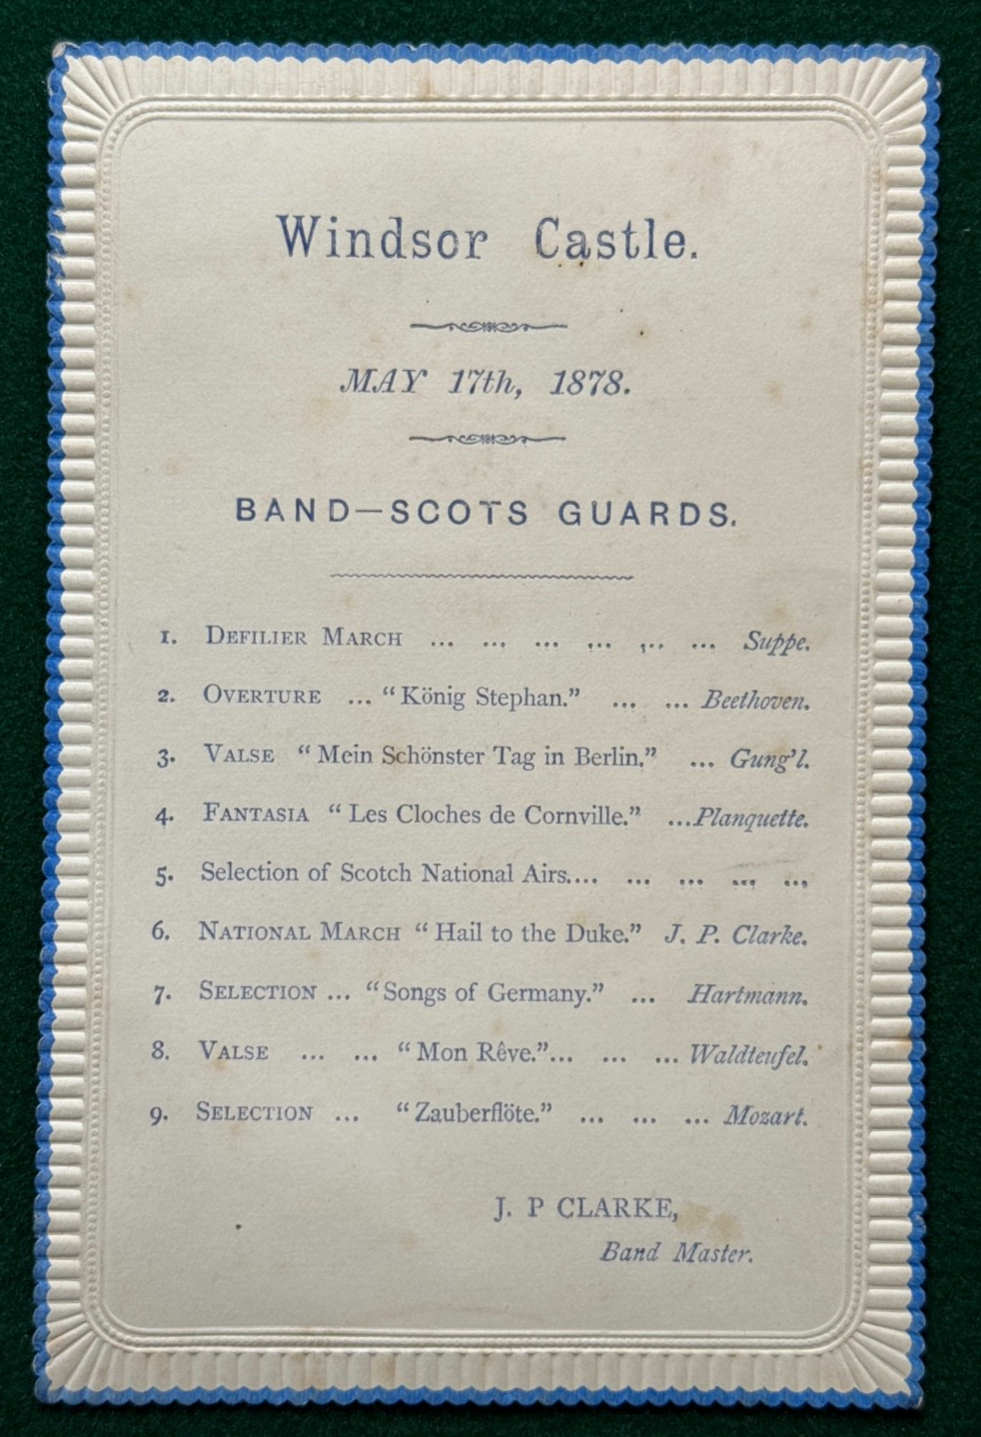 Windsor Castle.
MAY 17th, 1878.
BAND—SCOTS GUARDS.
1. DEFILIER MARCH ... ... ... ... ... ... Suppe.
2. OVERTURE ... “König Stephan.” ... ... Beethoven.
3. VALSE “Mein Schönster Tag in Berlin.” ... Gung’l.
4. FANTASIA “Les Cloches de Cornville.” ...Planquette.
5. Selection of Scotch National Airs.... ... ... ... ...
6. NATIONAL MARCH “Hail to the Duke.” J. P. Clarke.
7. SELECTION ... “Songs of Germany.” ... Hartmann.
8. VALSE ... ... “Mon Rêve.”... ... ... Waldteufel.
9. SELECTION ... “Zauberflöte.” ... ... ... Mozart.
J. P CLARKE,
Band Master.